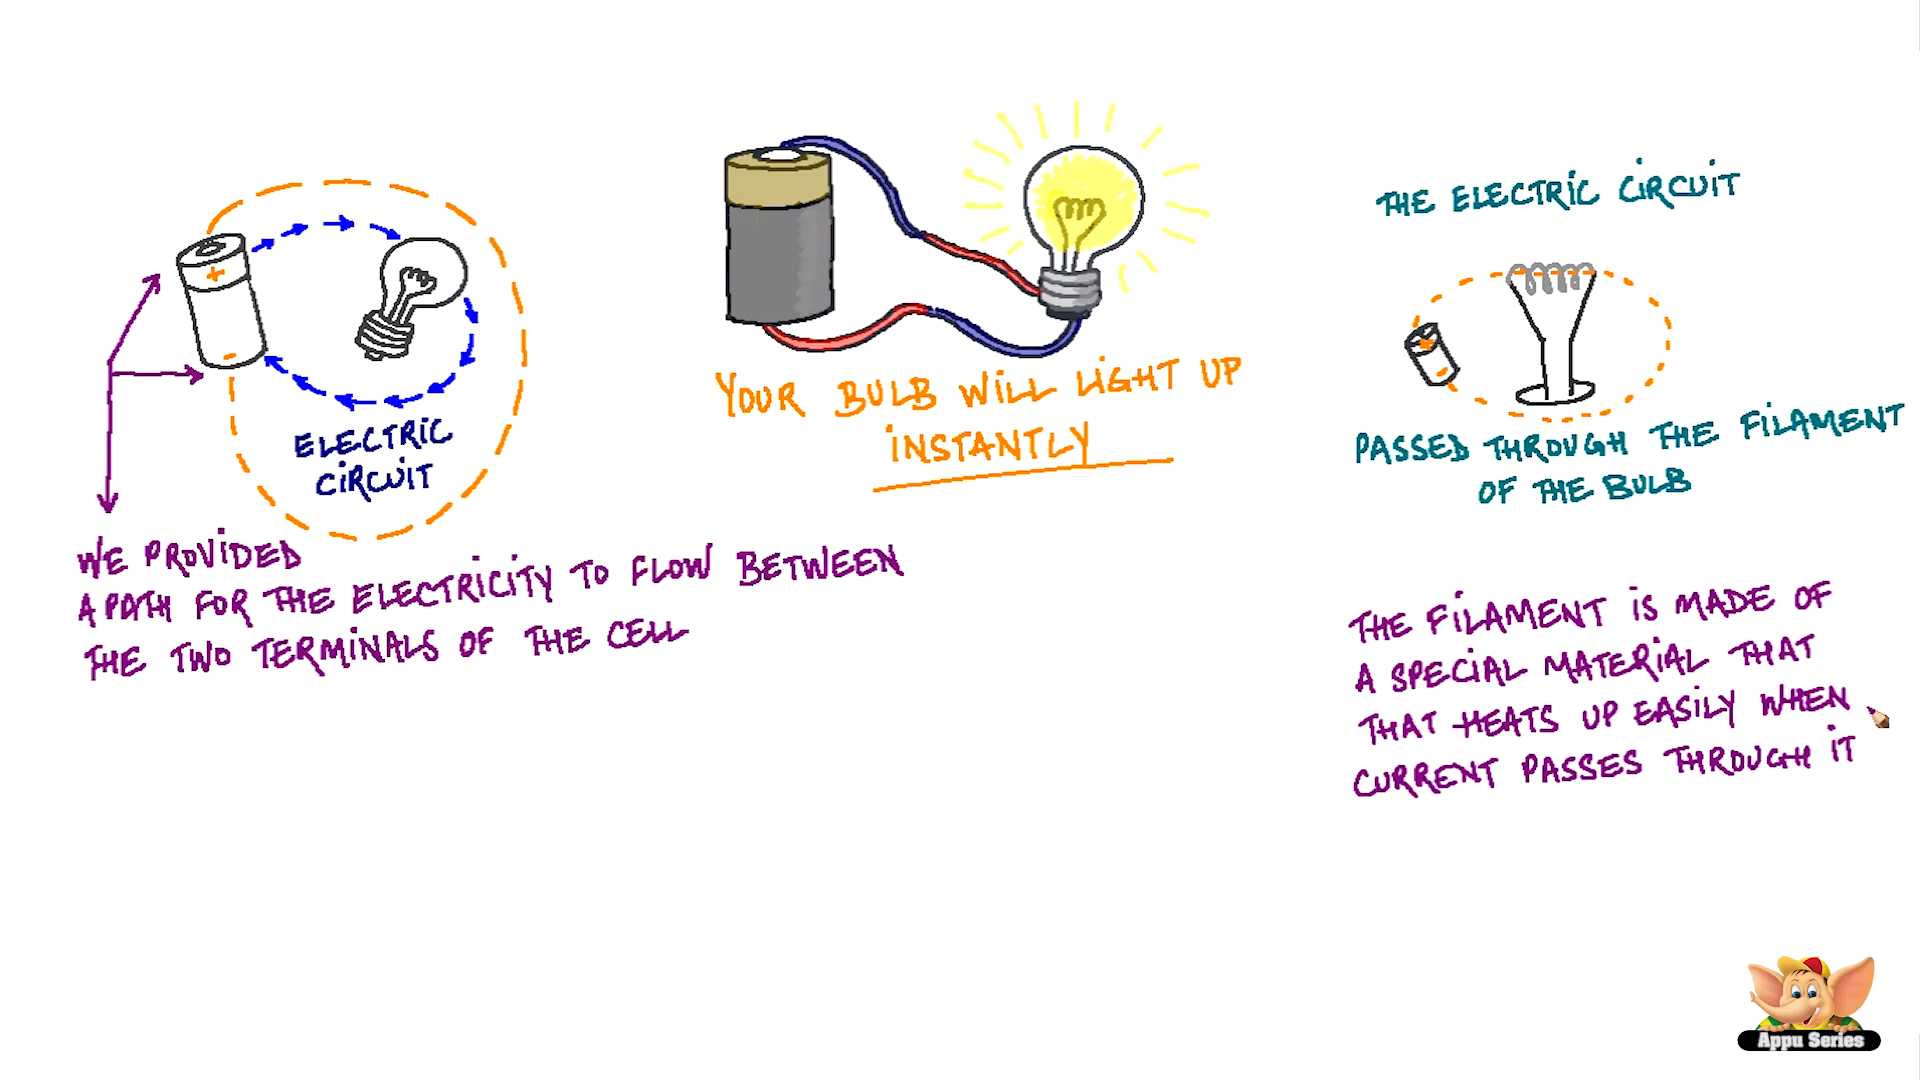 +
-
ELECTRIC
CIRCUIT
WE PROVIDED
A PATH FOR THE ELECTRICITY TO FLOW BETWEEN
THE TWO TERMINALS OF THE CELL
YOUR BULB WILL LIGHT UP
INSTANTLY
THE ELECTRIC CIRCUIT
PASSED THROUGH THE FILAMENT
OF THE BULB
THE FILAMENT IS MADE OF
A SPECIAL MATERIAL THAT
THAT HEATS UP EASILY WHEN
CURRENT PASSES THROUGH IT
Appu Series